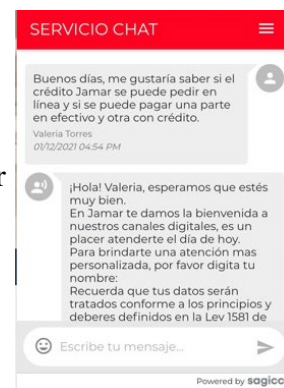 SERVICIO CHAT
Buenos días, me gustaría saber si el
crédito Jamar se puede pedir en
línea y si se puede pagar una parte
en efectivo y otra con crédito.
Valeria Torres
01/12/2021 04:54 PM
r
¡Hola! Valeria, esperamos que estés
muy bien.
En Jamar te damos la bienvenida a
nuestros canales digitales, es un
placer atenderte el día de hoy.
Para brindarte una atención mas
personalizada, por favor digita tu
nombre:
Recuerda que tus datos serán
tratados conforme a los principios y
deberes definidos en la Ley 1581 de
Escribe tu mensaje...
Powered by sagicc